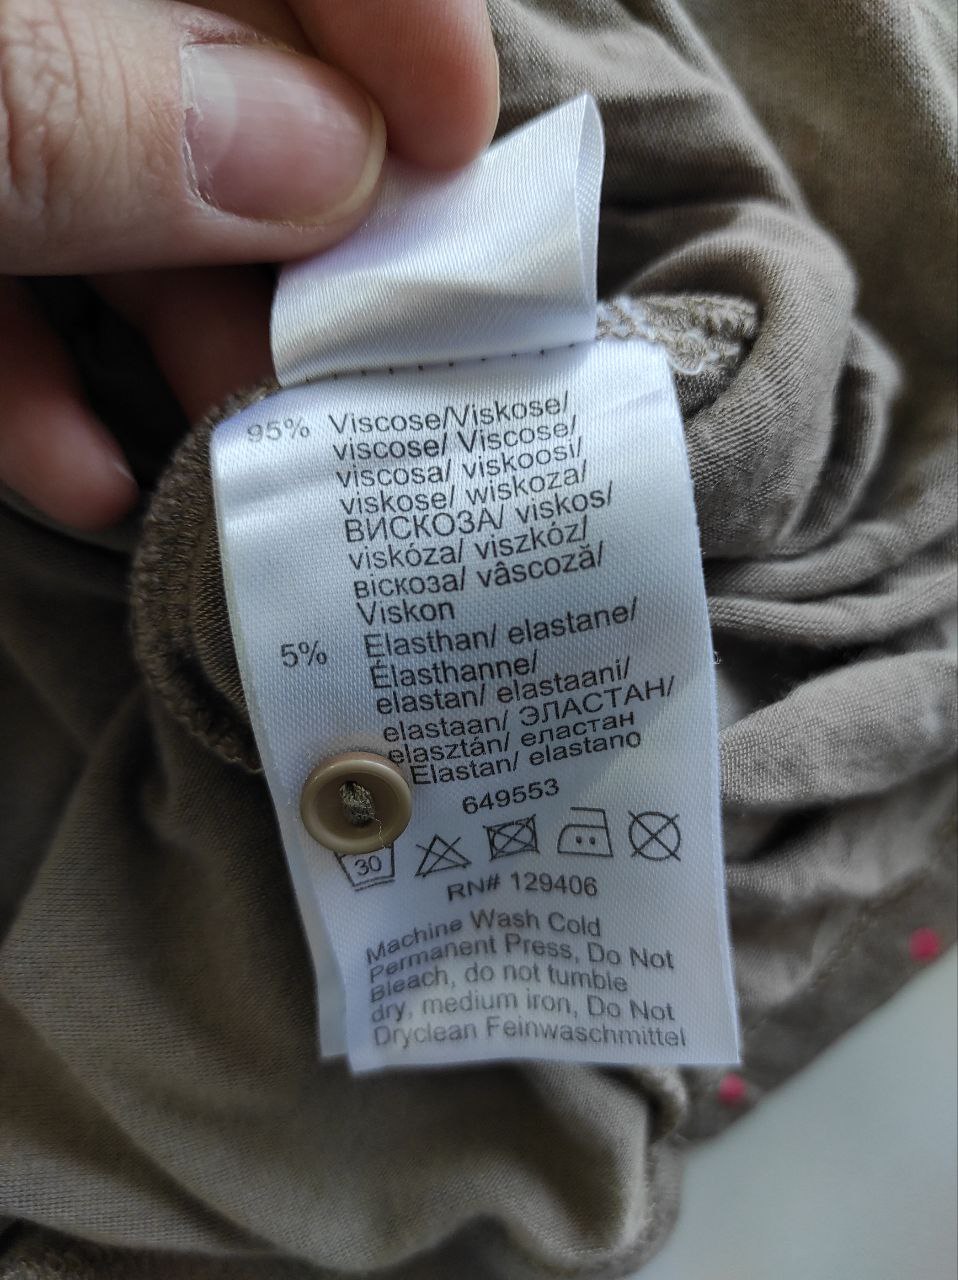 95% Viscose/Viskose/
viscose/ Viscose/
viscosa/ viskoosi/
viskose/ wiskoza/
ВИСКОЗА/ viskos/
viskóza/ viszkóz/
віскоза/ vâscoză/
Viskon
5% Elasthan/ elastane/
Élasthanne/
elastan/ elastaani/
elastaan/ ЭЛАСТАН/
elasztán/ еластан
Elastan/ elastano
649553
30
RN# 129406
Machine Wash Cold
Permanent Press, Do Not
Bleach, do not tumble
dry, medium iron, Do Not
Dryclean Feinwaschmittel